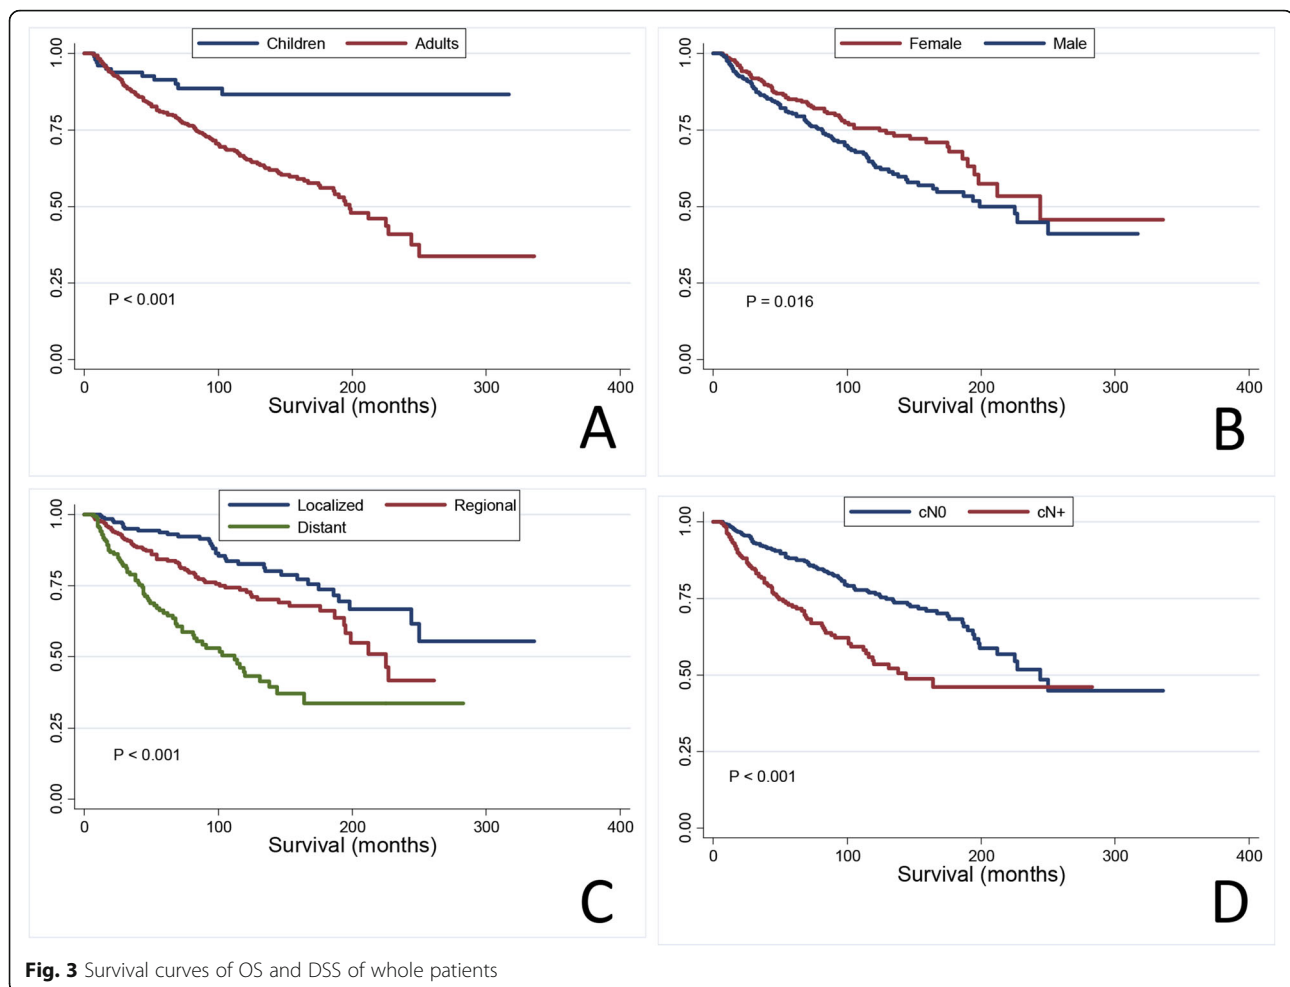 Children Adults
1.00
0.75
0.50
0.25
0.00
0 100 200 300 400
P < 0.001
Survival (months)
A
Female Male
1.00
0.75
0.50
0.25
0.00
0 100 200 300 400
P = 0.016
Survival (months)
B
Localized Regional
Distant
1.00
0.75
0.50
0.25
0.00
0 100 200 300 400
P < 0.001
Survival (months)
C
cN0 cN+
1.00
0.75
0.50
0.25
0.00
0 100 200 300 400
P < 0.001
Survival (months)
D
Fig. 3 Survival curves of OS and DSS of whole patients